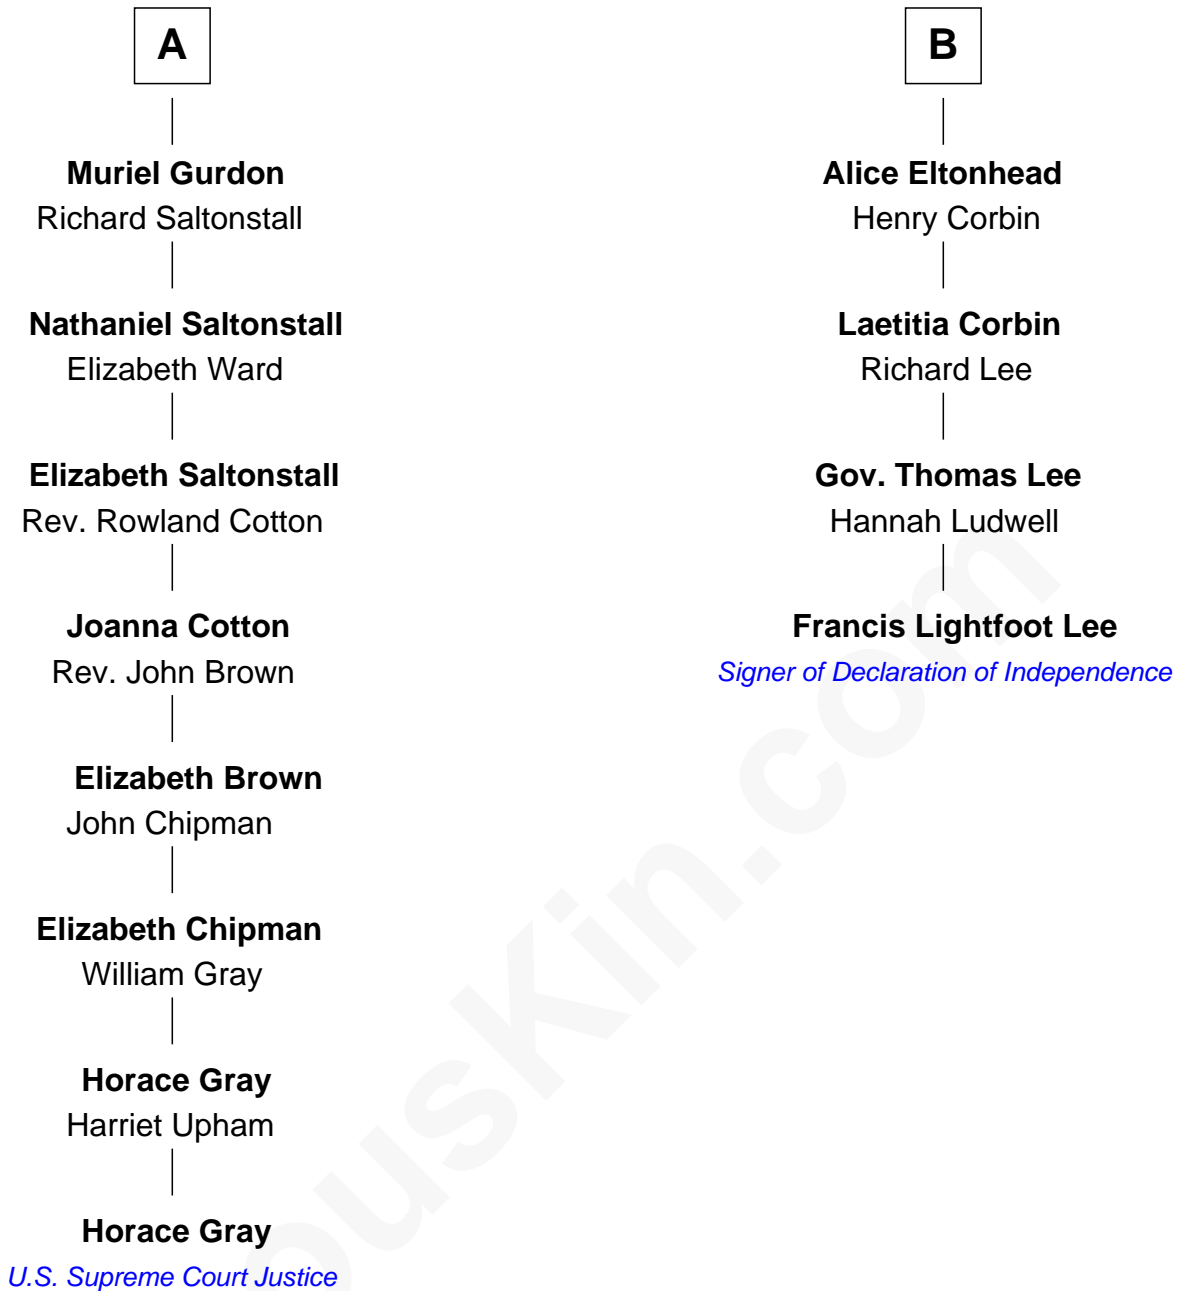 A
Muriel Gurdon
Richard Saltonstall
Nathaniel Saltonstall
Elizabeth Ward
Elizabeth Saltonstall
Rev. Rowland Cotton
Joanna Cotton
Rev. John Brown
Elizabeth Brown
John Chipman
Elizabeth Chipman
William Gray
Horace Gray
Harriet Upham
Horace Gray
U.S. Supreme Court Justice
B
Alice Eltonhead
Henry Corbin
Laetitia Corbin
Richard Lee
Gov. Thomas Lee
Hannah Ludwell
Francis Lightfoot Lee
Signer of Declaration of Independence